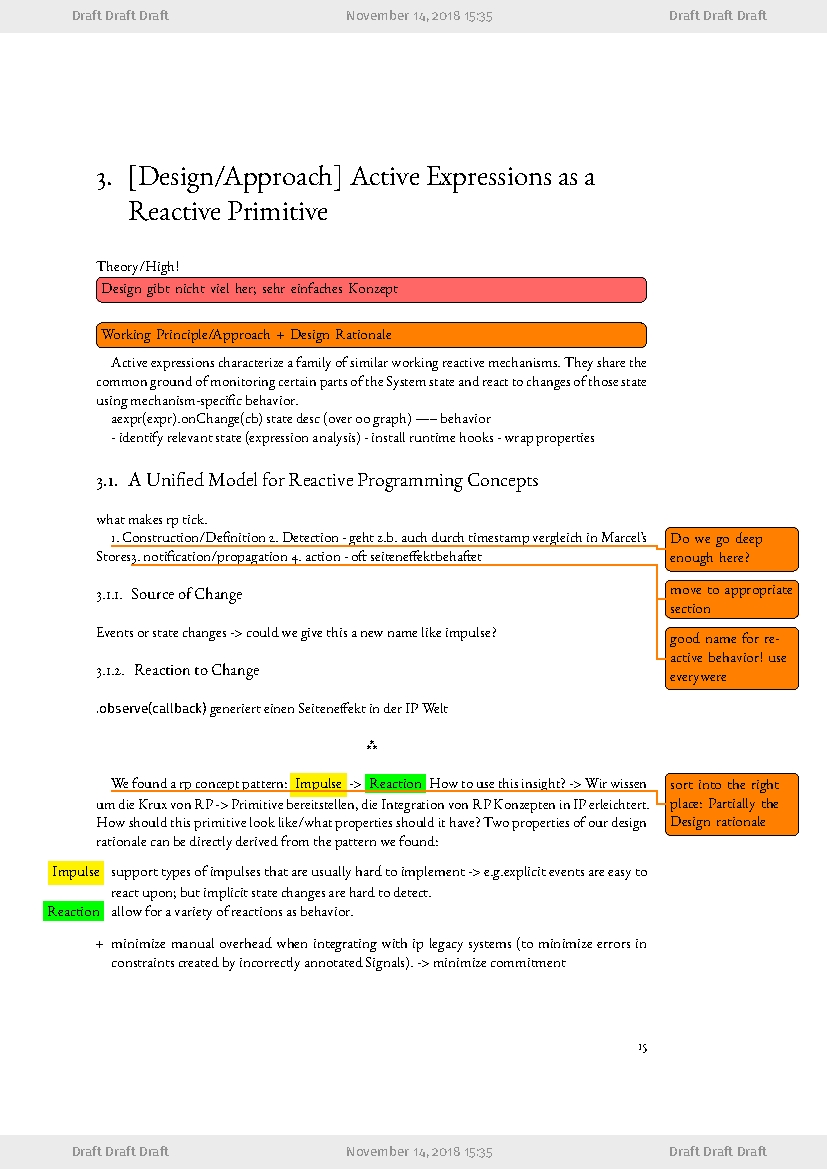 Draft Draft Draft November 14, 2018 15:35 Draft Draft Draft
3. [Design/Approach] Active Expressions as a
Reactive Primitive
Theory/High!
Design gibt nicht viel her; sehr einfaches Konzept
Working Principle/Approach + Design Rationale
Active expressions characterize a family of similar working reactive mechanisms. They share the
common ground of monitoring certain parts of the System state and react to changes of those state
using mechanism-specific behavior.
aexpr(expr).onChange(cb) state desc (over oo graph) —– behavior
- identify relevant state (expression analysis) - install runtime hooks - wrap properties
3.1. A Unified Model for Reactive Programming Concepts
what makes rp tick.
1. Construction/Definition 2. Detection - geht z.b. auch durch timestamp vergleich in Marcel's
Stores3. notification/propagation 4. action - oft seiteneffektbehaftet
Do we go deep
enough here?
move to appropriate
section
good name for re-
active behavior! use
everywere
3.1.1. Source of Change
Events or state changes -> could we give this a new name like impulse?
3.1.2. Reaction to Change
.observe(callback) generiert einen Seiteneffekt in der IP Welt
⁂
We found a rp concept pattern: Impulse -> Reaction How to use this insight? -> Wir wissen
um die Krux von RP -> Primitive bereitstellen, die Integration von RP Konzepten in IP erleichtert.
How should this primitive look like/what properties should it have? Two properties of our design
rationale can be directly derived from the pattern we found:
sort into the right
place: Partially the
Design rationale
Impulse support types of impulses that are usually hard to implement -> e.g.explicit events are easy to
react upon; but implicit state changes are hard to detect.
Reaction allow for a variety of reactions as behavior.
+ minimize manual overhead when integrating with ip legacy systems (to minimize errors in
constraints created by incorrectly annotated Signals). -> minimize commitment
15
Draft Draft Draft November 14, 2018 15:35 Draft Draft Draft